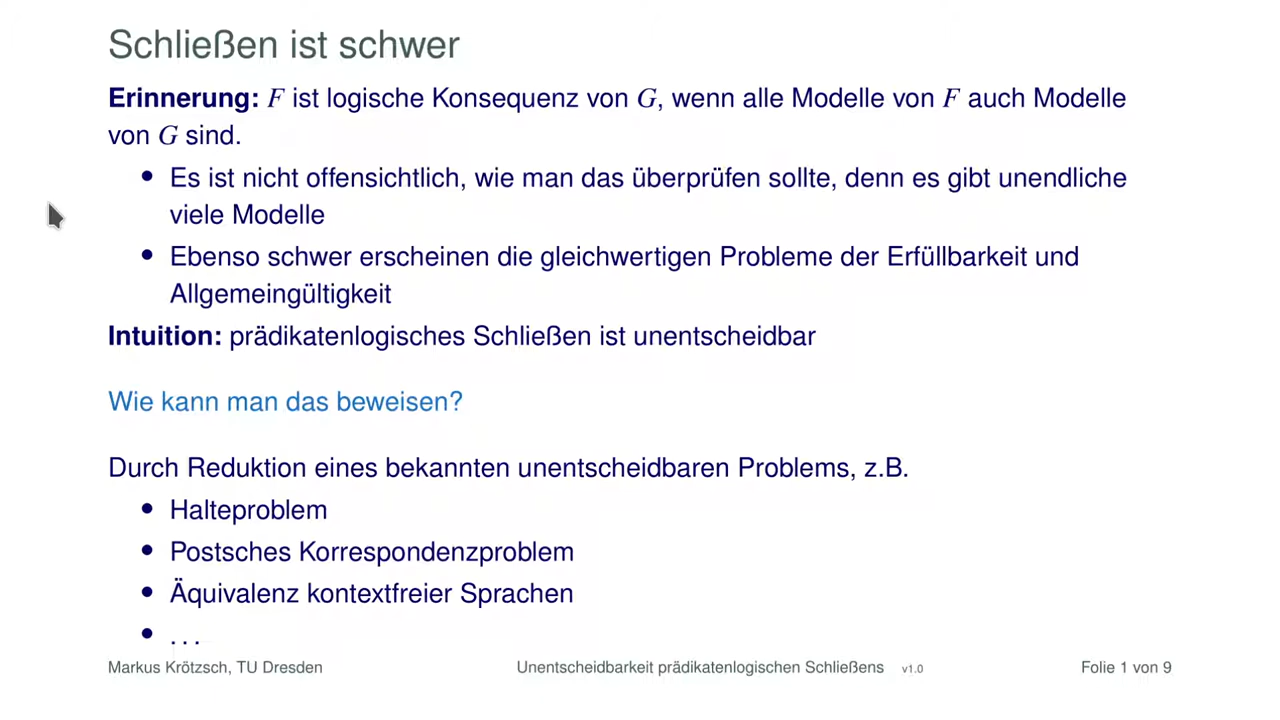 Schließen ist schwer
Erinnerung: F ist logische Konsequenz von G, wenn alle Modelle von F auch Modelle
von G sind.
• Es ist nicht offensichtlich, wie man das überprüfen sollte, denn es gibt unendliche
viele Modelle
• Ebenso schwer erscheinen die gleichwertigen Probleme der Erfüllbarkeit und
Allgemeingültigkeit
Intuition: prädikatenlogisches Schließen ist unentscheidbar
Wie kann man das beweisen?
Durch Reduktion eines bekannten unentscheidbaren Problems, z.B.
• Halteproblem
• Postsches Korrespondenzproblem
• Äquivalenz kontextfreier Sprachen
• ...
Markus Krötzsch, TU Dresden Unentscheidbarkeit prädikatenlogischen Schließens v1.0 Folie 1 von 9